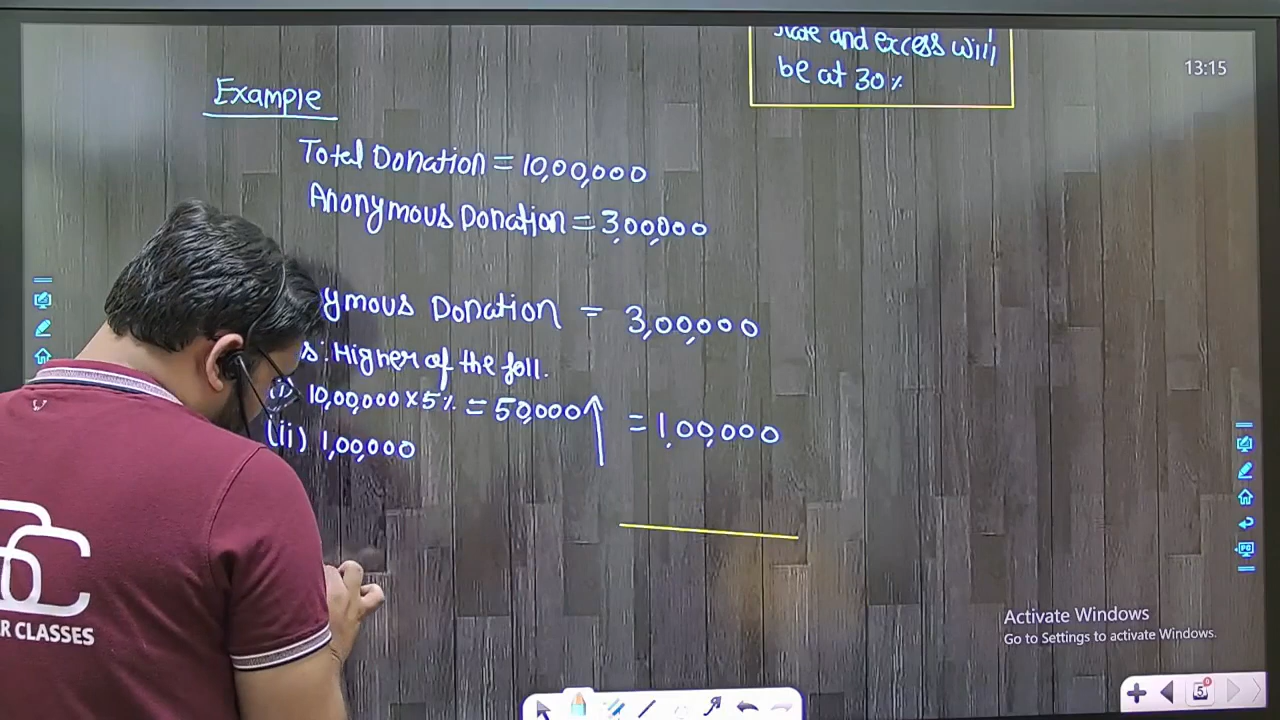 and excess will
be at 30%
13:15
Example
Total Donation = 10,00,000
Anonymous Donation = 3,00,000
ymous Donation = 3,00,000
s: Higher of the foll.
(i) 10,00,000 x 5% = 50,000 = 1,00,000
(ii) 1,00,000
R CLASSES
Activate Windows
Go to Settings to activate Windows.
5